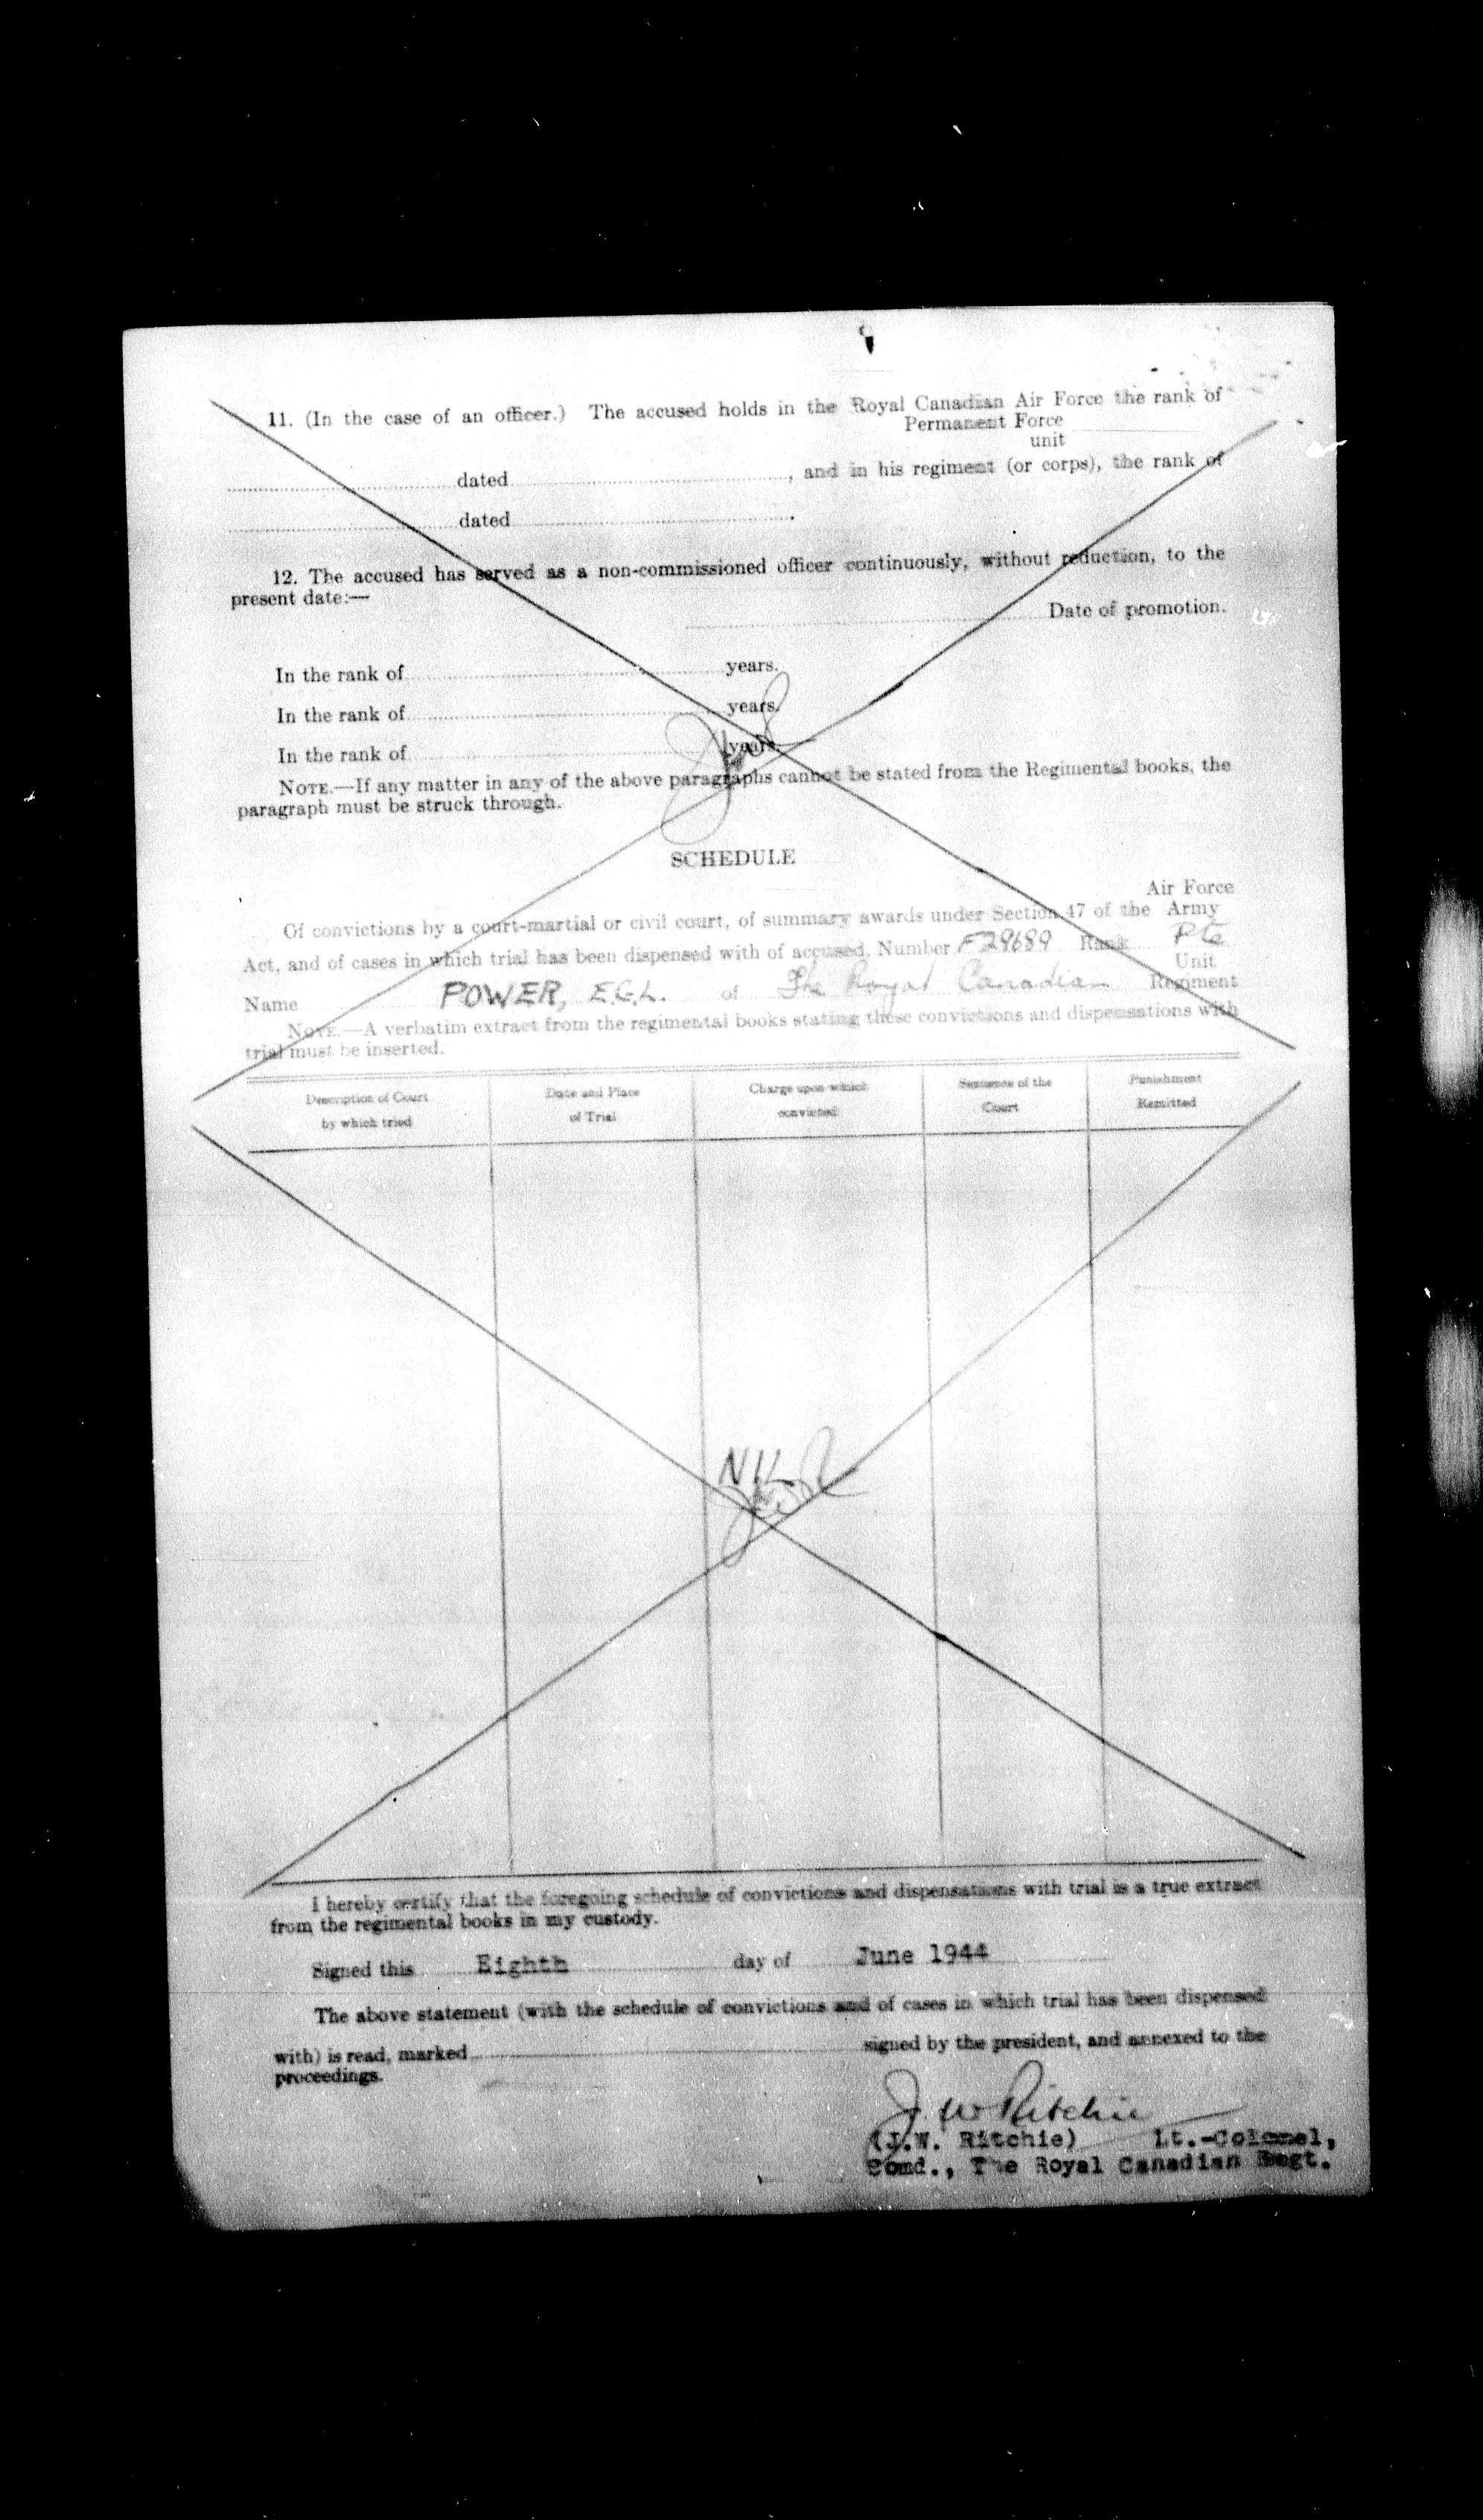 11. (In the case of an officer.) The accused holds in the Royal Canadian Air Force the rank of
Permanent Force
unit
dated , and in his regiment (or corps), the rank of
dated .
12. The accused has served as a non-commissioned officer continuously, without reduction, to the
present date:—
Date of promotion.
In the rank of years.
In the rank of years.
In the rank of years.
NOTE.—If any matter in any of the above paragraphs cannot be stated from the Regimental books, the
paragraph must be struck through.
SCHEDULE
Air Force
Of convictions by a court-martial or civil court, of summary awards under Section 47 of the Army
Act, and of cases in which trial has been dispensed with of accused, Number F29689 Rank Pte
Unit
Name POWER, E.G.L. of The Royal Canadian Regiment
NOTE.—A verbatim extract from the regimental books stating these convictions and dispensations with
trial must be inserted.
Description of Court by which tried
Date and Place of Trial
Charge upon which convicted
Sentence of the Court
Punishment Remitted
NIL
I hereby certify that the foregoing schedule of convictions and dispensations with trial is a true extract
from the regimental books in my custody.
Signed this Eighth day of June 1944
The above statement (with the schedule of convictions and of cases in which trial has been dispensed
with) is read, marked signed by the president, and annexed to the
proceedings.
J. W. Ritchie
(J.W. Ritchie) Lt.-Colonel,
Comd., The Royal Canadian Regt.